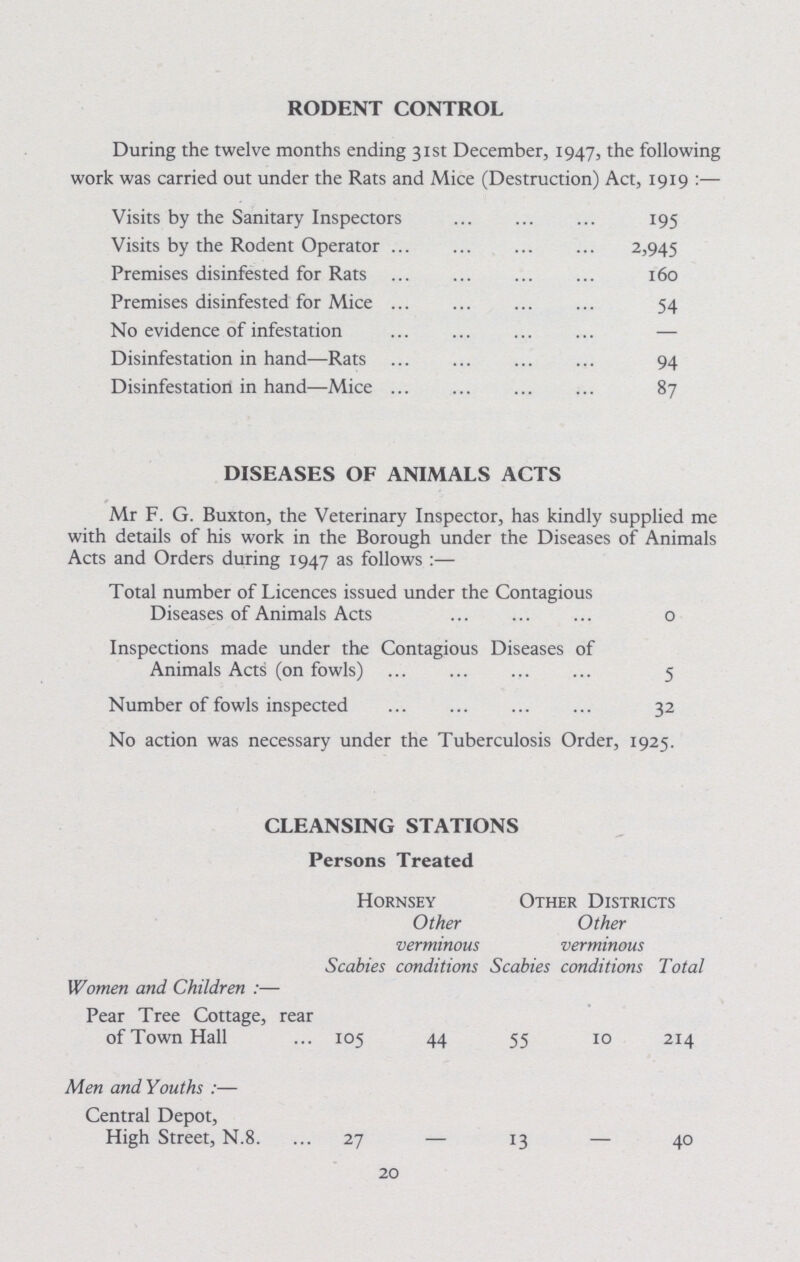 RODENT CONTROL
During the twelve months ending 31st December, 1947, the following
work was carried out under the Rats and Mice (Destruction) Act, 1919 :—
Visits by the Sanitary Inspectors ... ... ... 195
Visits by the Rodent Operator ... ... ... ... 2,945
Premises disinfested for Rats ... ... ... ... 160
Premises disinfested for Mice ... ... ... ... 54
No evidence of infestation ... ... ... ... —
Disinfestation in hand—Rats ... ... ... ... 94
Disinfestation in hand—Mice ... ... ... ... 87
DISEASES OF ANIMALS ACTS
Mr F. G. Buxton, the Veterinary Inspector, has kindly supplied me
with details of his work in the Borough under the Diseases of Animals
Acts and Orders during 1947 as follows :—
Total number of Licences issued under the Contagious
Diseases of Animals Acts ... ... ... 0
Inspections made under the Contagious Diseases of
Animals Acts (on fowls) ... ... ... ... 5
Number of fowls inspected ... ... ... ... 32
No action was necessary under the Tuberculosis Order, 1925.
CLEANSING STATIONS
Persons Treated
HORNSEY OTHER DISTRICTS
Other Other
verminous verminous
Scabies conditions Scabies conditions Total
Women and Children :—
Pear Tree Cottage, rear
of Town Hall ... 105 44 55 10 214
Men and Youths :—
Central Depot,
High Street, N.8. ... 27 — 13 — 40
20